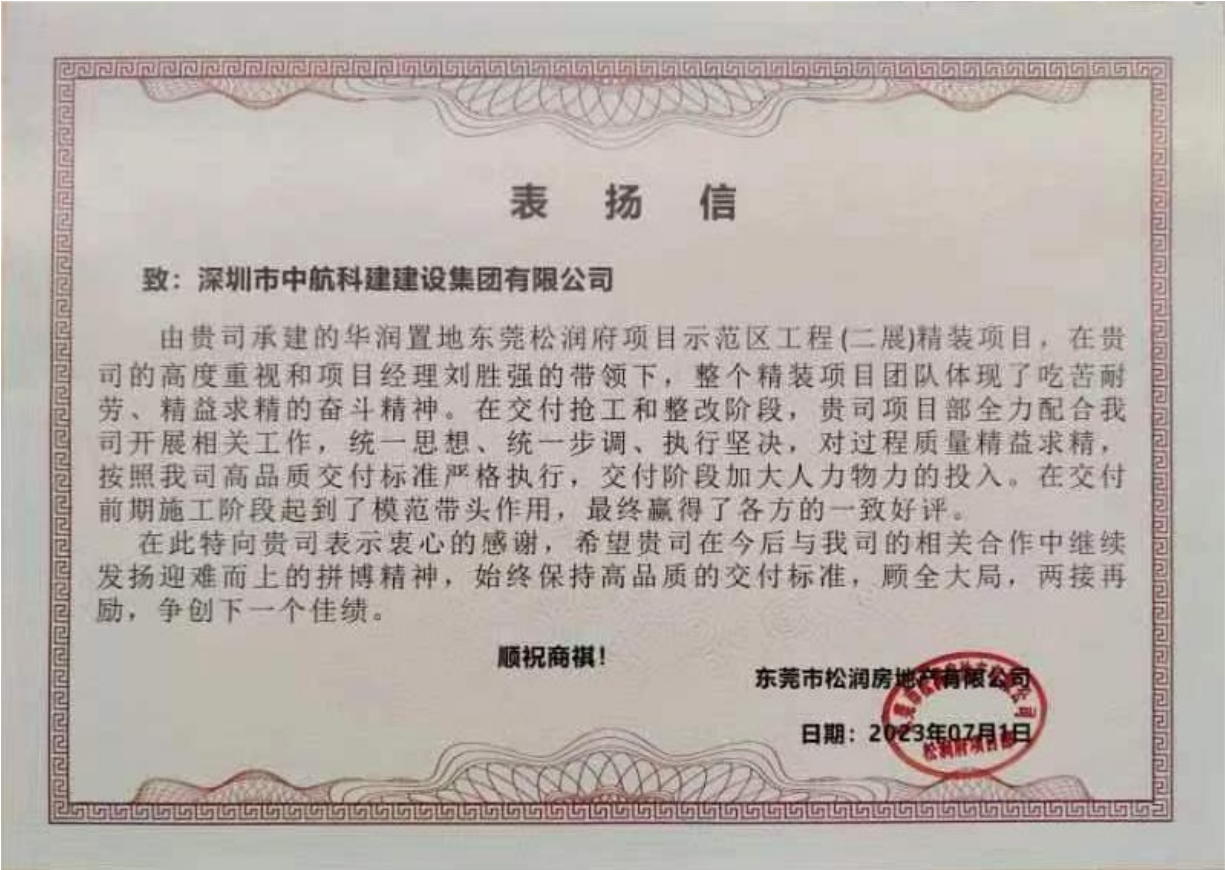 表 扬 信
致：深圳市中航科建建设集团有限公司
由贵司承建的华润置地东莞松润府项目示范区工程(二展)精装项目，在贵
司的高度重视和项目经理刘胜强的带领下，整个精装项目团队体现了吃苦耐
劳、精益求精的奋斗精神。在交付抢工和整改阶段，贵司项目部全力配合我
司开展相关工作，统一思想、统一步调、执行坚决，对过程质量精益求精，
按照我司高品质交付标准严格执行，交付阶段加大人力物力的投入。在交付
前期施工阶段起到了模范带头作用，最终赢得了各方的一致好评。
在此特向贵司表示衷心的感谢，希望贵司在今后与我司的相关合作中继续
发扬迎难而上的拼博精神，始终保持高品质的交付标准，顾全大局，两接再
励，争创下一个佳绩。
顺祝商祺！
东莞市松润房地产有限公司
日期：2023年07月1日
松润府项目部